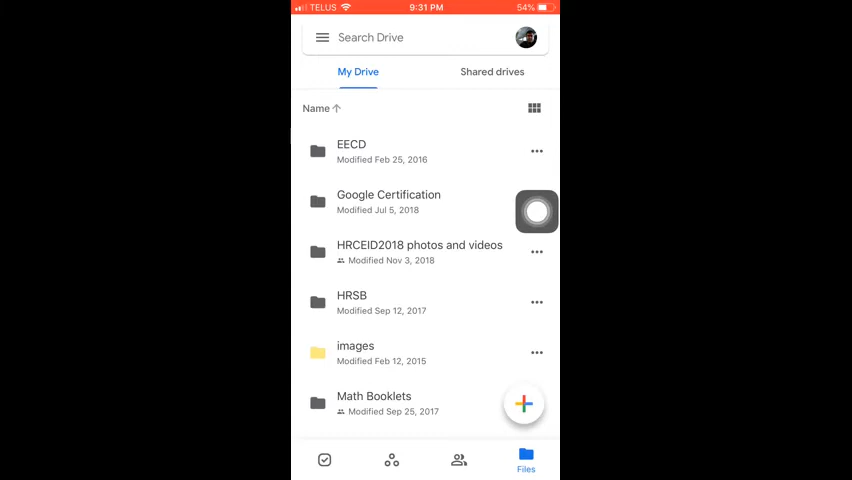 TELUS 9:31 PM 54%
Search Drive
My Drive Shared drives
Name
EECD
Modified Feb 25, 2016
Google Certification
Modified Jul 5, 2018
HRCEID2018 photos and videos
Modified Nov 3, 2018
HRSB
Modified Sep 12, 2017
images
Modified Feb 12, 2015
Math Booklets
Modified Sep 25, 2017
Files